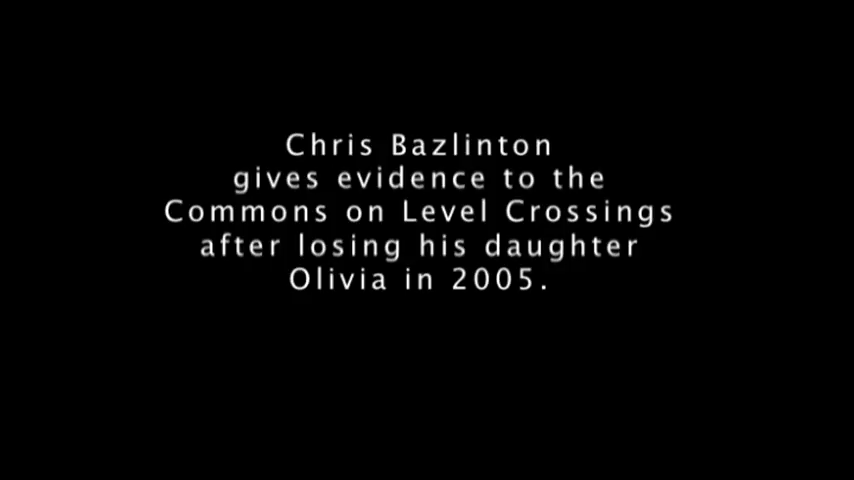 Chris Bazlinton
gives evidence to the
Commons on Level Crossings
after losing his daughter
Olivia in 2005.